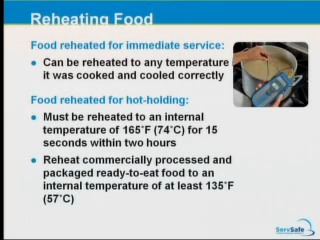 Reheating Food
Food reheated for immediate service:
Can be reheated to any temperature if
it was cooked and cooled correctly
Food reheated for hot-holding:
Must be reheated to an internal
temperature of 165°F (74°C) for 15
seconds within two hours
Reheat commercially processed and
packaged ready-to-eat food to an
internal temperature of at least 135°F
(57°C)
ServSafe